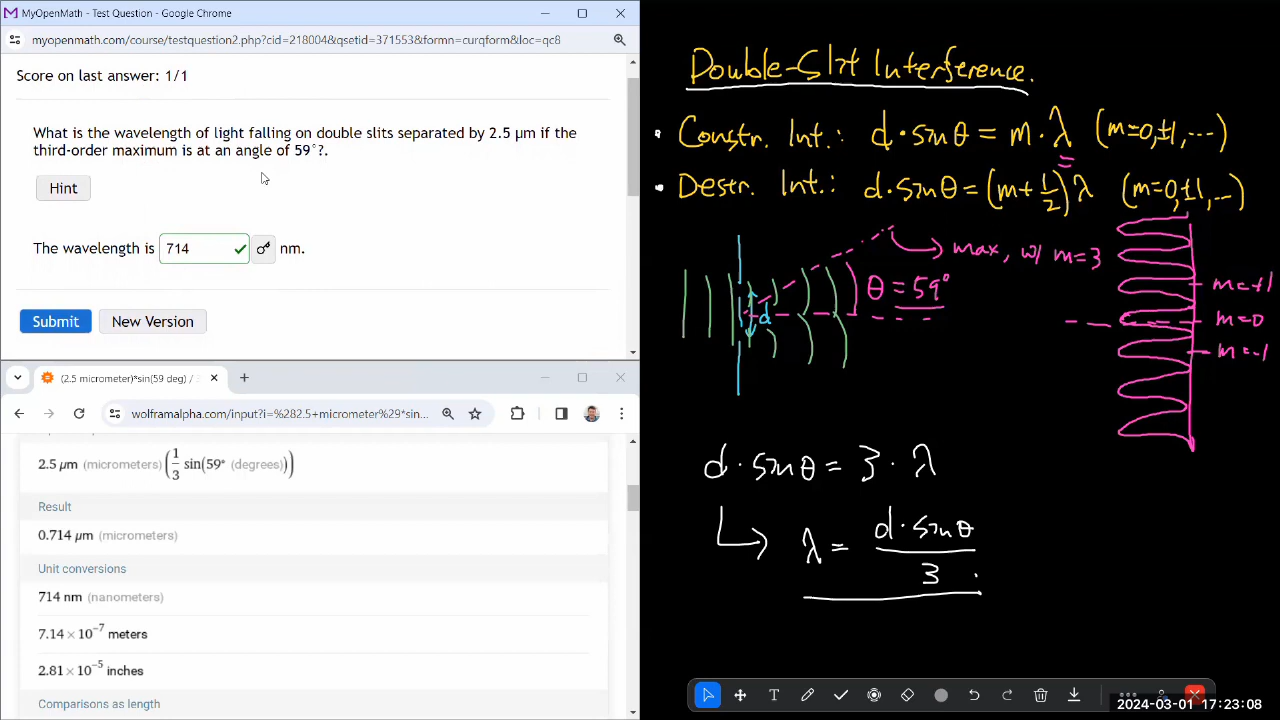 MyOpenMath - Test Question - Google Chrome
myopenmath.com/course/testquestion2.php?cid=218004&qsetid=371553&formn=curqform&loc=qc8
Score on last answer: 1/1
What is the wavelength of light falling on double slits separated by 2.5 µm if the
third-order maximum is at an angle of 59°?.
Hint
The wavelength is 714 nm.
Submit New Version
(2.5 micrometer)*sin(59 deg) / 3
wolframalpha.com/input?i=%282.5+micrometer%29*sin...
2.5 µm (micrometers) (1/3 sin(59° (degrees)))
Result
0.714 µm (micrometers)
Unit conversions
714 nm (nanometers)
7.14 × 10⁻⁷ meters
2.81 × 10⁻⁵ inches
Comparisons as length
Double-Slit Interference.
• Constr. Int.: d·sinθ = m·λ (m=0,±1,...)
• Destr. Int.: d·sinθ = (m+1/2)λ (m=0,±1,...)
max, w/ m=3
θ = 59°
d
m=+1
m=0
m=-1
d·sinθ = 3·λ
λ = d·sinθ / 3
T
2024-03-01 17:23:08